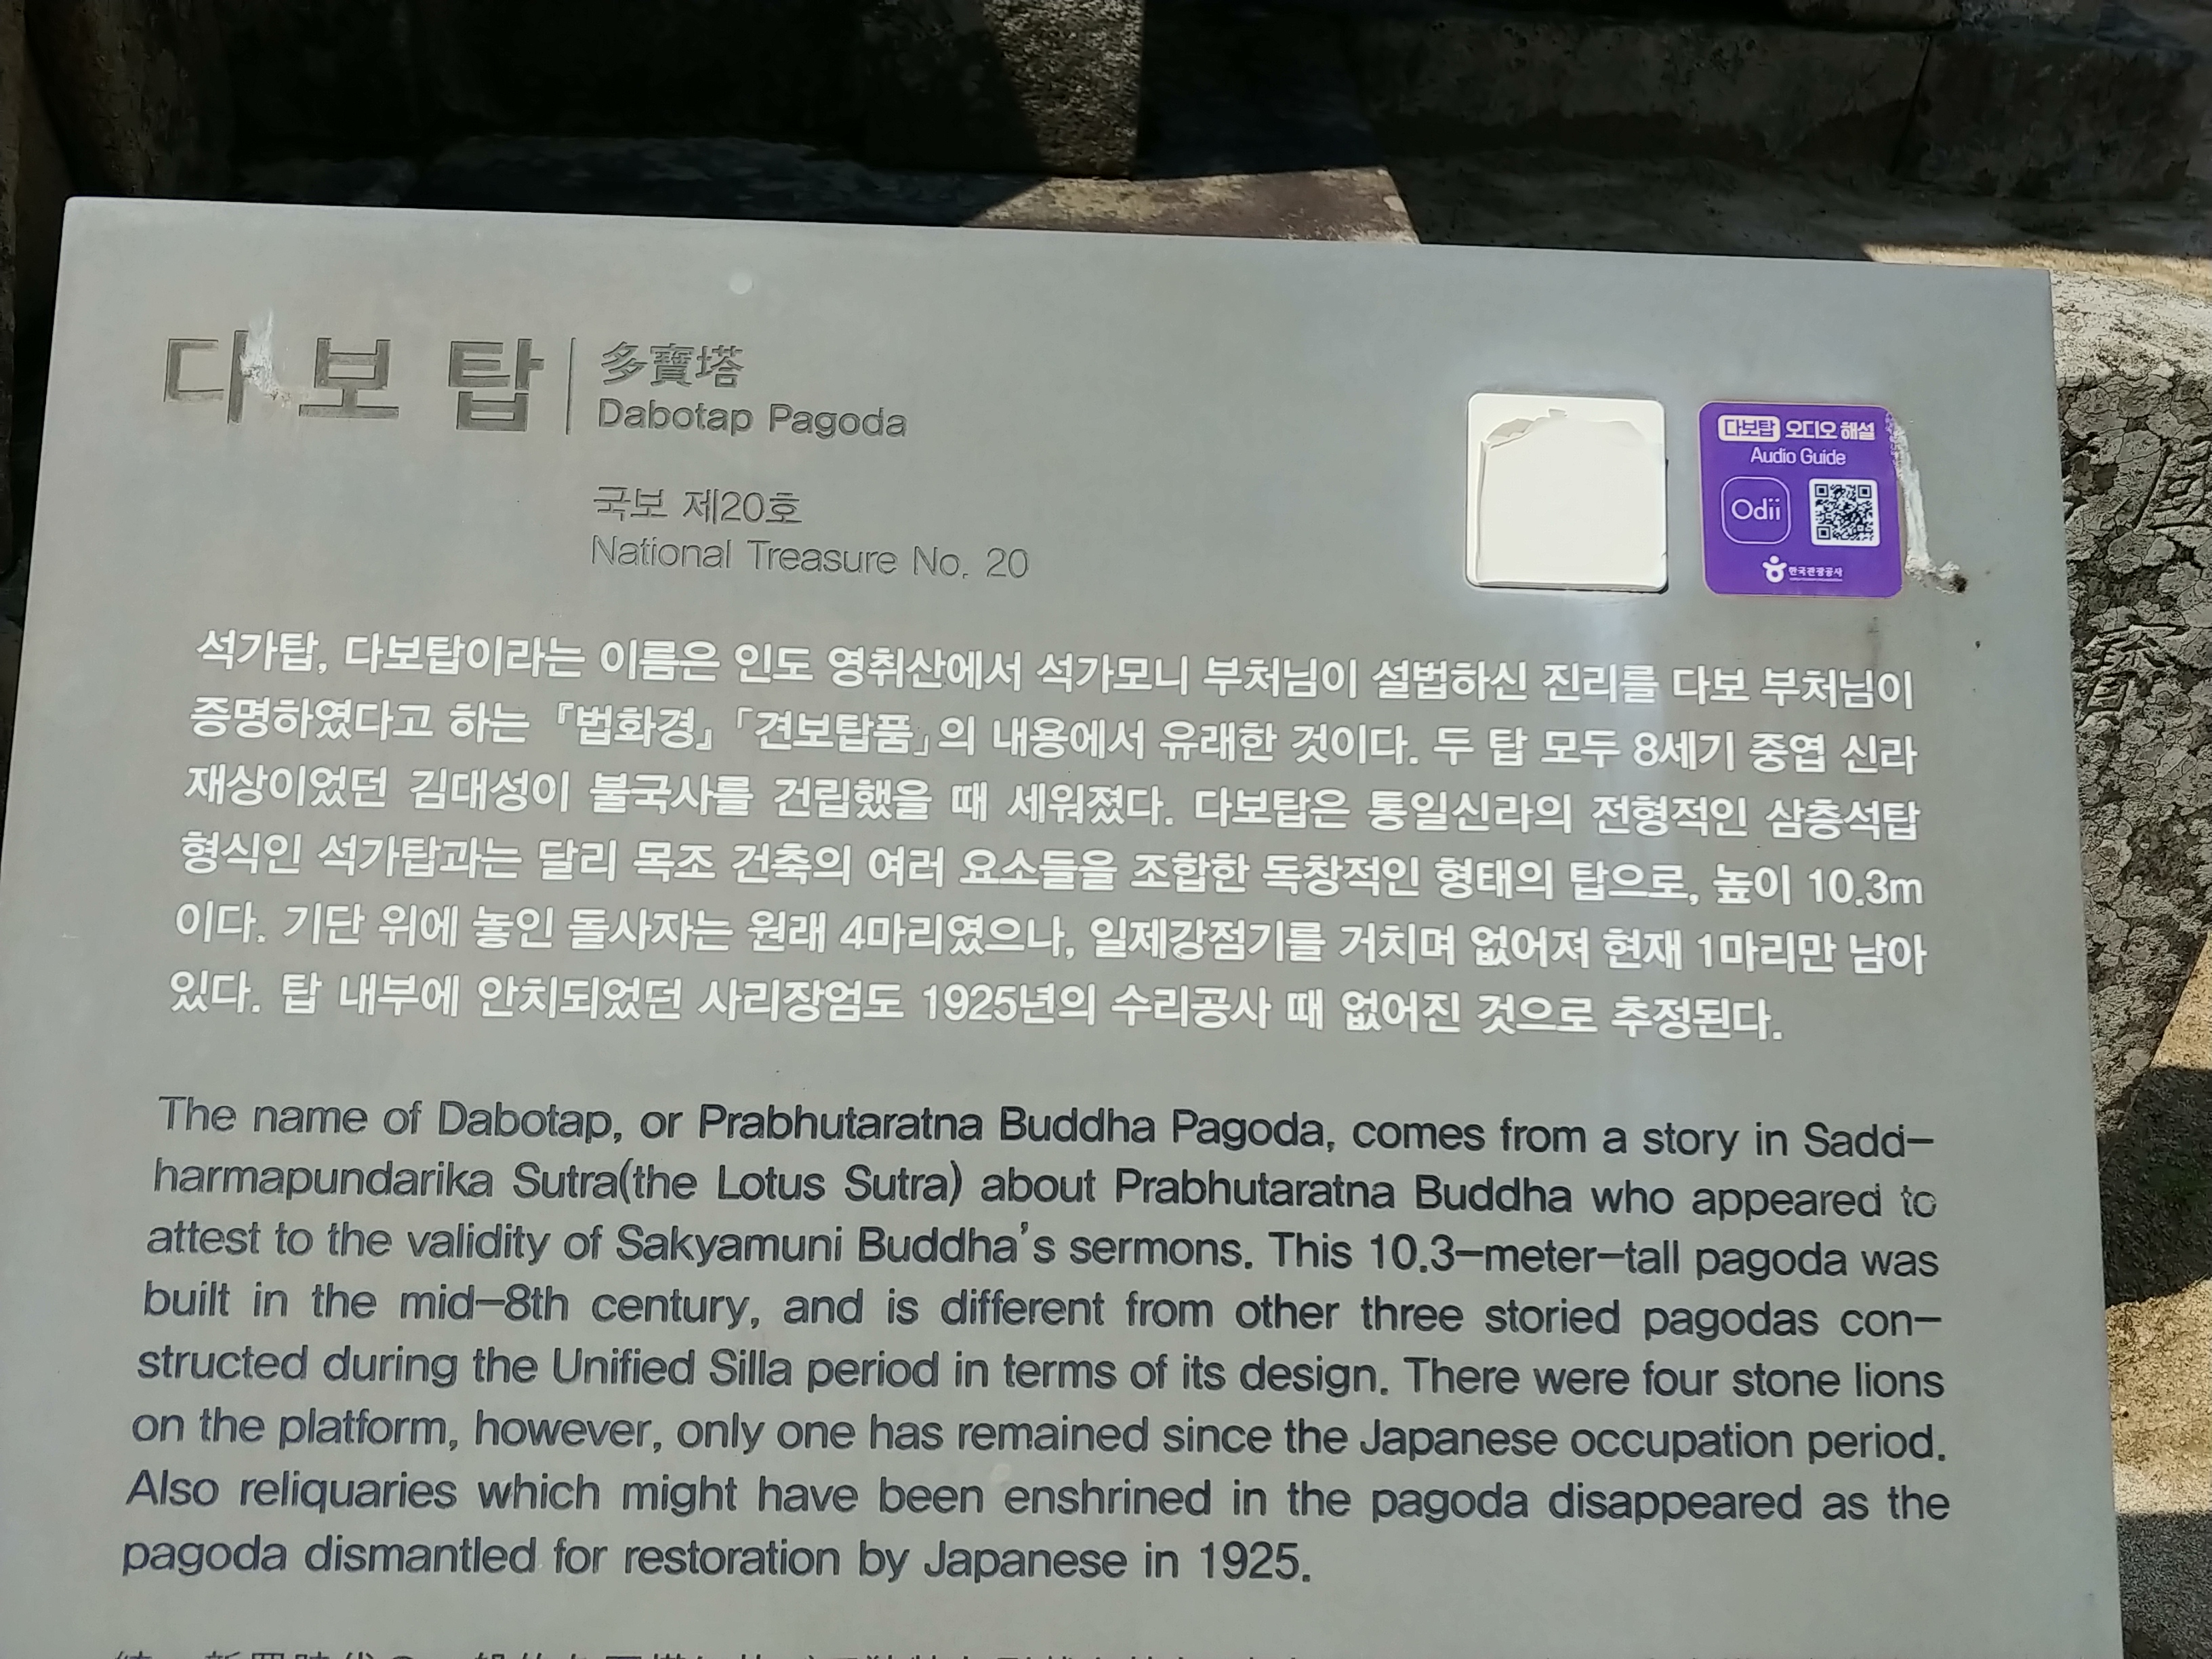 다보탑
多寶塔
Dabotap Pagoda
국보 제20호
National Treasure No. 20
다보탑 오디오 해설
Audio Guide
Odii
한국관광공사
석가탑, 다보탑이라는 이름은 인도 영취산에서 석가모니 부처님이 설법하신 진리를 다보 부처님이
증명하였다고 하는 『법화경』 「견보탑품」의 내용에서 유래한 것이다. 두 탑 모두 8세기 중엽 신라
재상이었던 김대성이 불국사를 건립했을 때 세워졌다. 다보탑은 통일신라의 전형적인 삼층석탑
형식인 석가탑과는 달리 목조 건축의 여러 요소들을 조합한 독창적인 형태의 탑으로, 높이 10.3m
이다. 기단 위에 놓인 돌사자는 원래 4마리였으나, 일제강점기를 거치며 없어져 현재 1마리만 남아
있다. 탑 내부에 안치되었던 사리장엄도 1925년의 수리공사 때 없어진 것으로 추정된다.
The name of Dabotap, or Prabhutaratna Buddha Pagoda, comes from a story in Sadd-
harmapundarika Sutra(the Lotus Sutra) about Prabhutaratna Buddha who appeared to
attest to the validity of Sakyamuni Buddha's sermons. This 10.3-meter-tall pagoda was
built in the mid-8th century, and is different from other three storied pagodas con-
structed during the Unified Silla period in terms of its design. There were four stone lions
on the platform, however, only one has remained since the Japanese occupation period.
Also reliquaries which might have been enshrined in the pagoda disappeared as the
pagoda dismantled for restoration by Japanese in 1925.